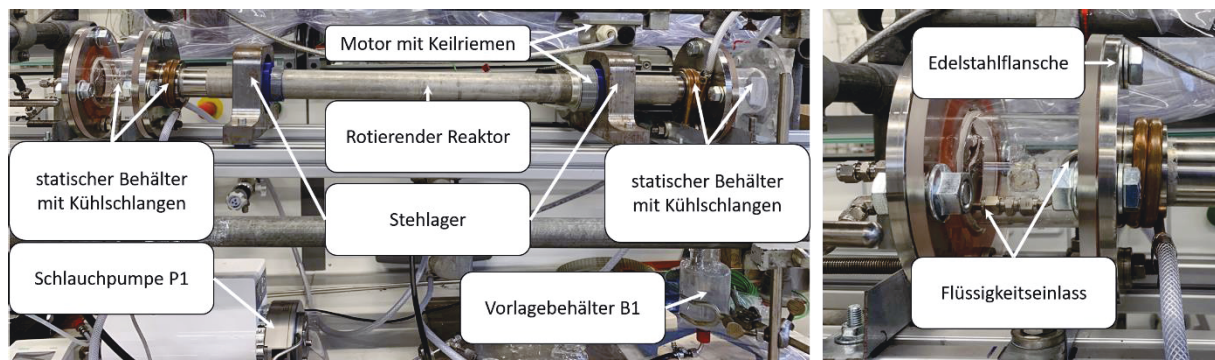 Motor mit Keilriemen
Rotierender Reaktor
statischer Behälter
mit Kühlschlangen
statischer Behälter
mit Kühlschlangen
Stehlager
Schlauchpumpe P1
Vorlagebehälter B1
Edelstahlflansche
Flüssigkeitseinlass